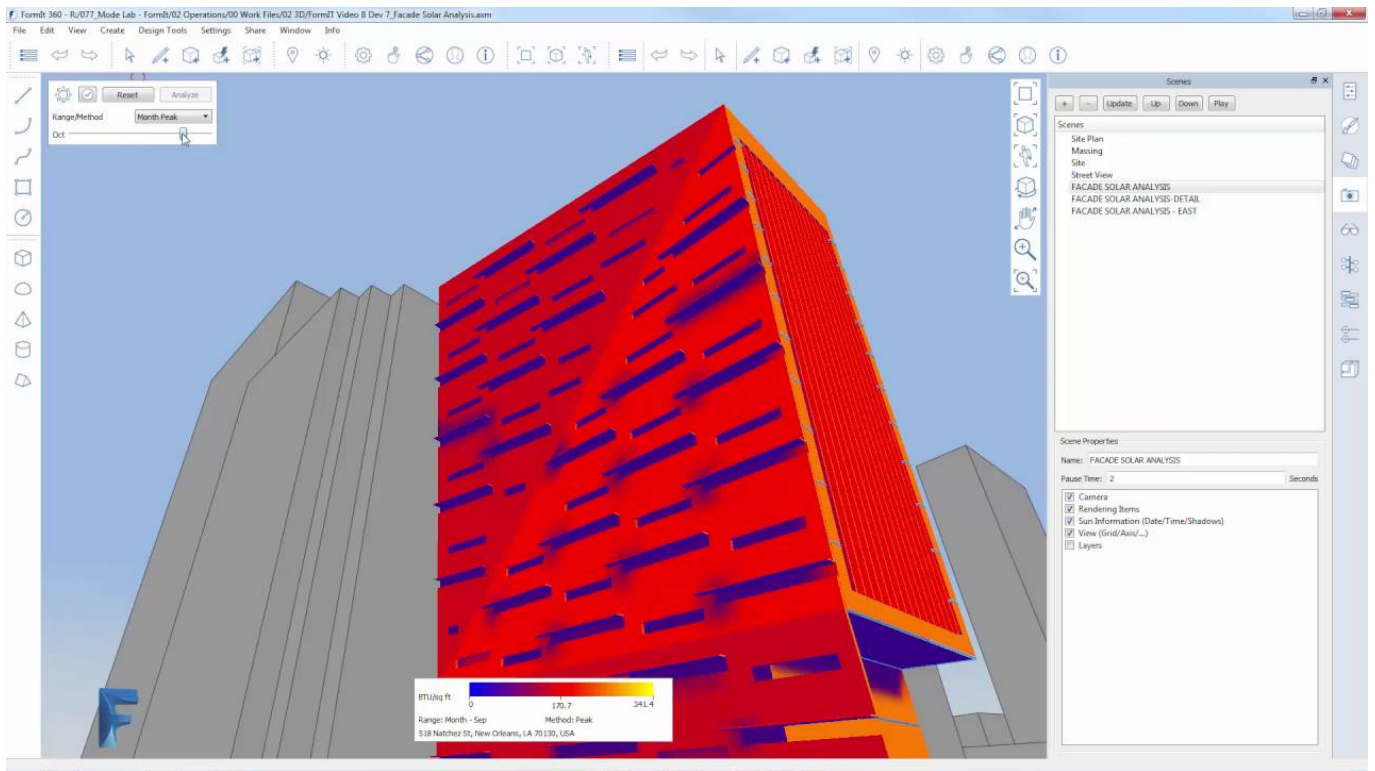 FormIt 360 - R:/077_Mode Lab - FormIt/02 Operations/00 Work Files/02 3D/FormIT Video B Dev 7_Facade Solar Analysis.axm
File Edit View Create Design Tools Settings Share Window Info
Reset Analyze
Range/Method Month Peak
Oct
Scenes
+ - Update Up Down Play
Scenes
Site Plan
Massing
Site
Street View
FACADE SOLAR ANALYSIS
FACADE SOLAR ANALYSIS-DETAIL
FACADE SOLAR ANALYSIS - EAST
Scene Properties
Name: FACADE SOLAR ANALYSIS
Pause Time: 2 Seconds
Camera
Rendering Items
Sun Information (Date/Time/Shadows)
View (Grid/Axis/...)
Layers
BTU/sq ft
0 170.7 341.4
Range: Month - Sep Method: Peak
518 Natchez St, New Orleans, LA 70130, USA